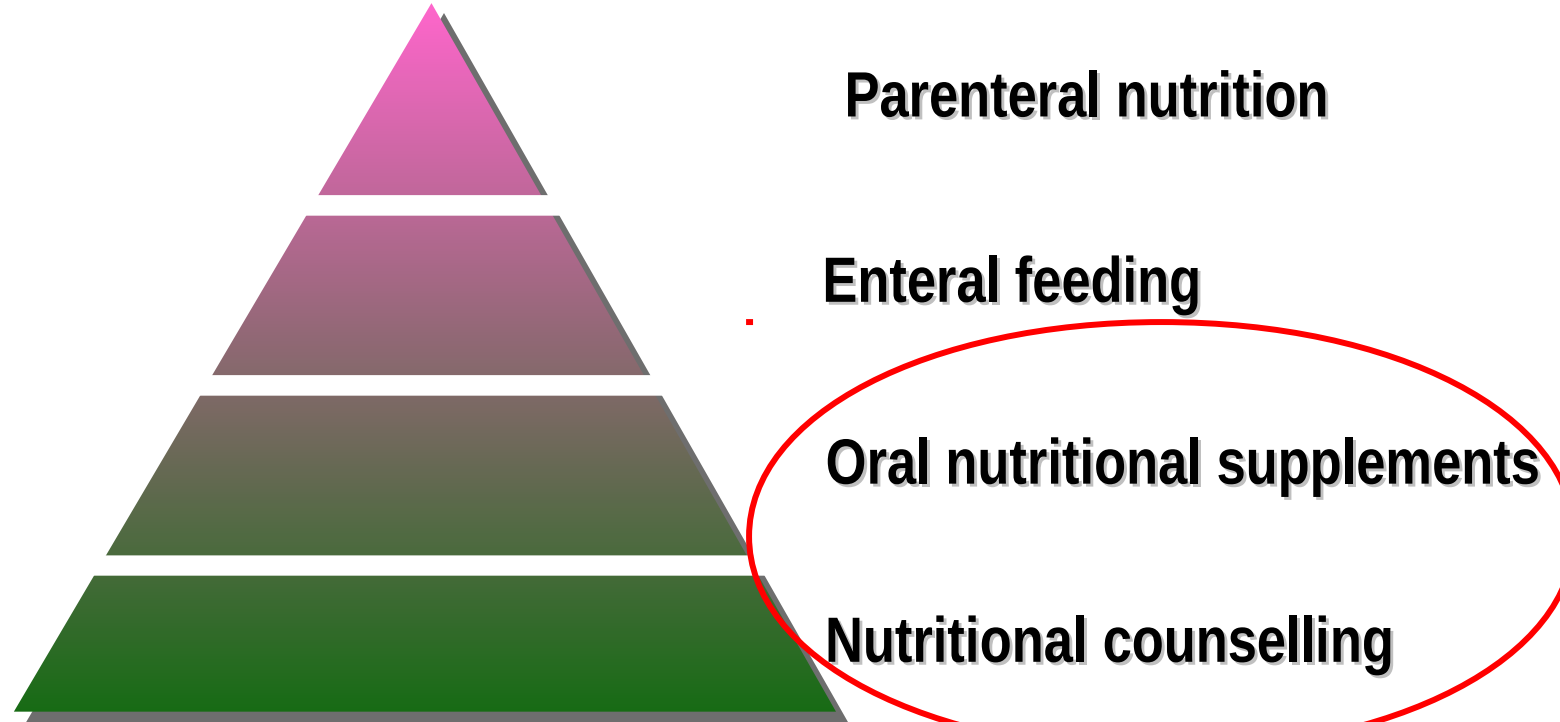 Parenteral nutrition
Enteral feeding
Oral nutritional supplements
Nutritional counselling